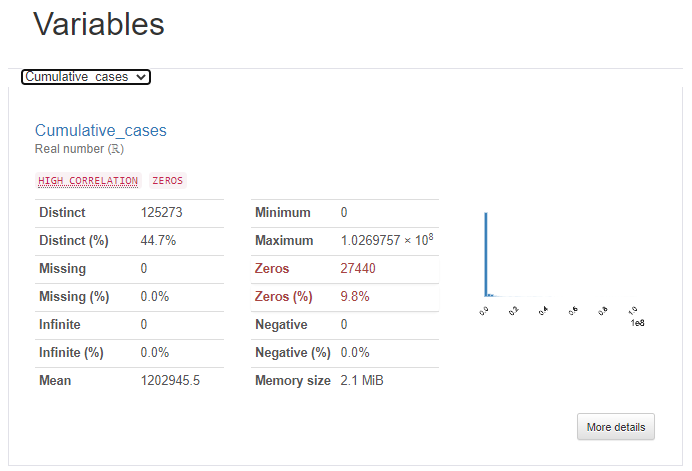 Variables
Cumulative_cases
Cumulative_cases
Real number (ℝ)
HIGH CORRELATION ZEROS
Distinct 125273
Distinct (%) 44.7%
Missing 0
Missing (%) 0.0%
Infinite 0
Infinite (%) 0.0%
Mean 1202945.5
Minimum 0
Maximum 1.0269757 × 10⁸
Zeros 27440
Zeros (%) 9.8%
Negative 0
Negative (%) 0.0%
Memory size 2.1 MiB
0.0 0.2 0.4 0.6 0.8 1.0
1e8
More details